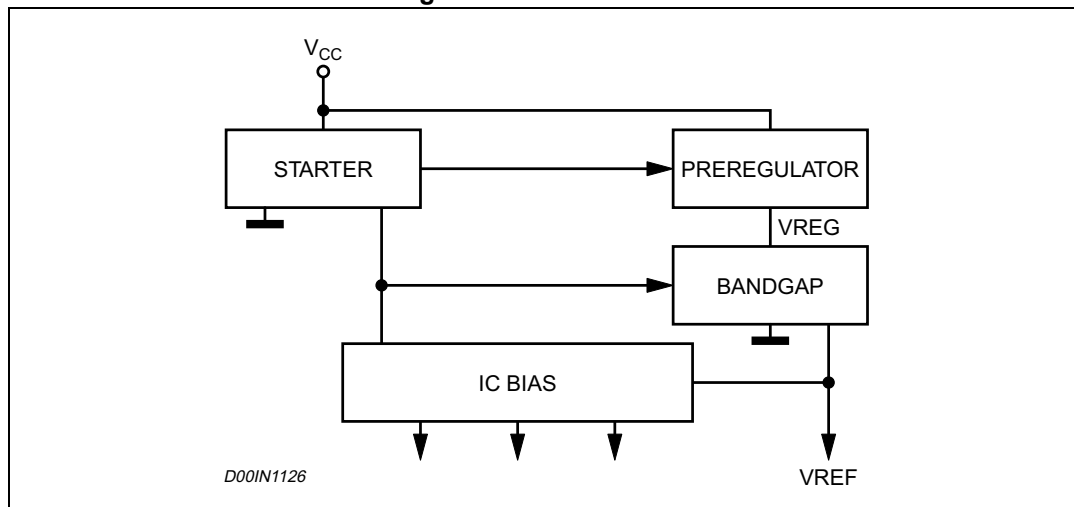 g
VCC
STARTER
PREREGULATOR
VREG
BANDGAP
IC BIAS
D00IN1126
VREF